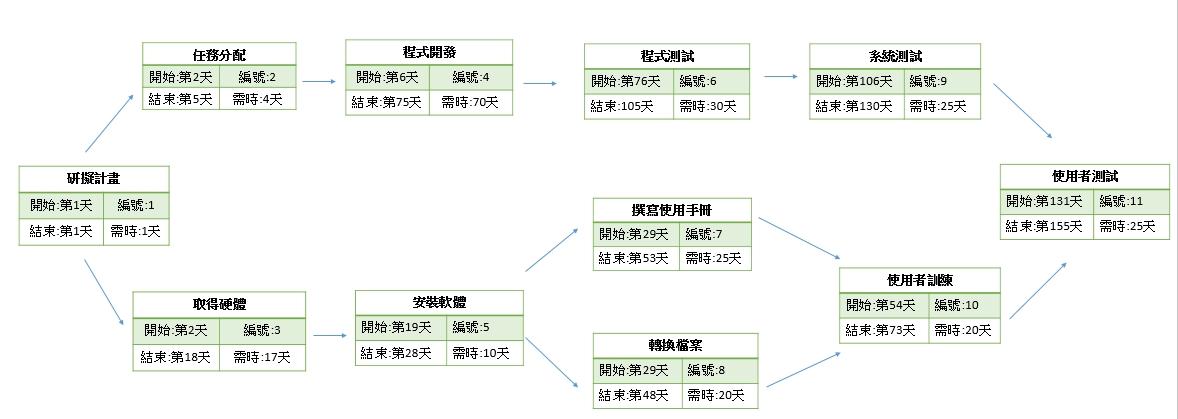 任務分配
開始:第2天 編號:2
結束:第5天 需時:4天
程式開發
開始:第6天 編號:4
結束:第75天 需時:70天
程式測試
開始:第76天 編號:6
結束:105天 需時:30天
系統測試
開始:第106天 編號:9
結束:第130天 需時:25天
研擬計畫
開始:第1天 編號:1
結束:第1天 需時:1天
使用者測試
開始:第131天 編號:11
結束:第155天 需時:25天
撰寫使用手冊
開始:第29天 編號:7
結束:第53天 需時:25天
使用者訓練
開始:第54天 編號:10
結束:第73天 需時:20天
取得硬體
開始:第2天 編號:3
結束:第18天 需時:17天
安裝軟體
開始:第19天 編號:5
結束:第28天 需時:10天
轉換檔案
開始:第29天 編號:8
結束:第48天 需時:20天